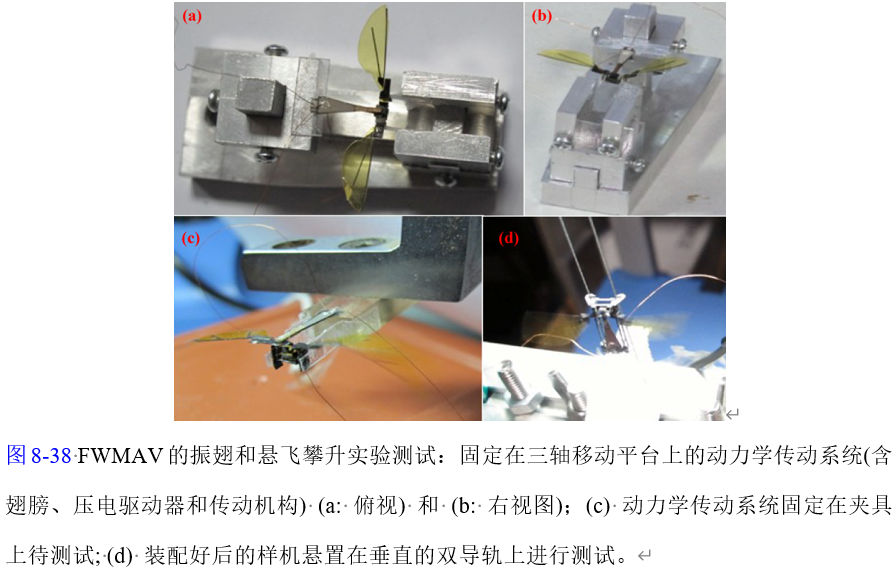 (a)
(b)
(c)
(d)
图 8-38 FWMAV 的振翅和悬飞攀升实验测试：固定在三轴移动平台上的动力学传动系统(含
翅膀、压电驱动器和传动机构) (a: 俯视) 和 (b: 右视图)；(c) 动力学传动系统固定在夹具
上待测试; (d) 装配好后的样机悬置在垂直的双导轨上进行测试。